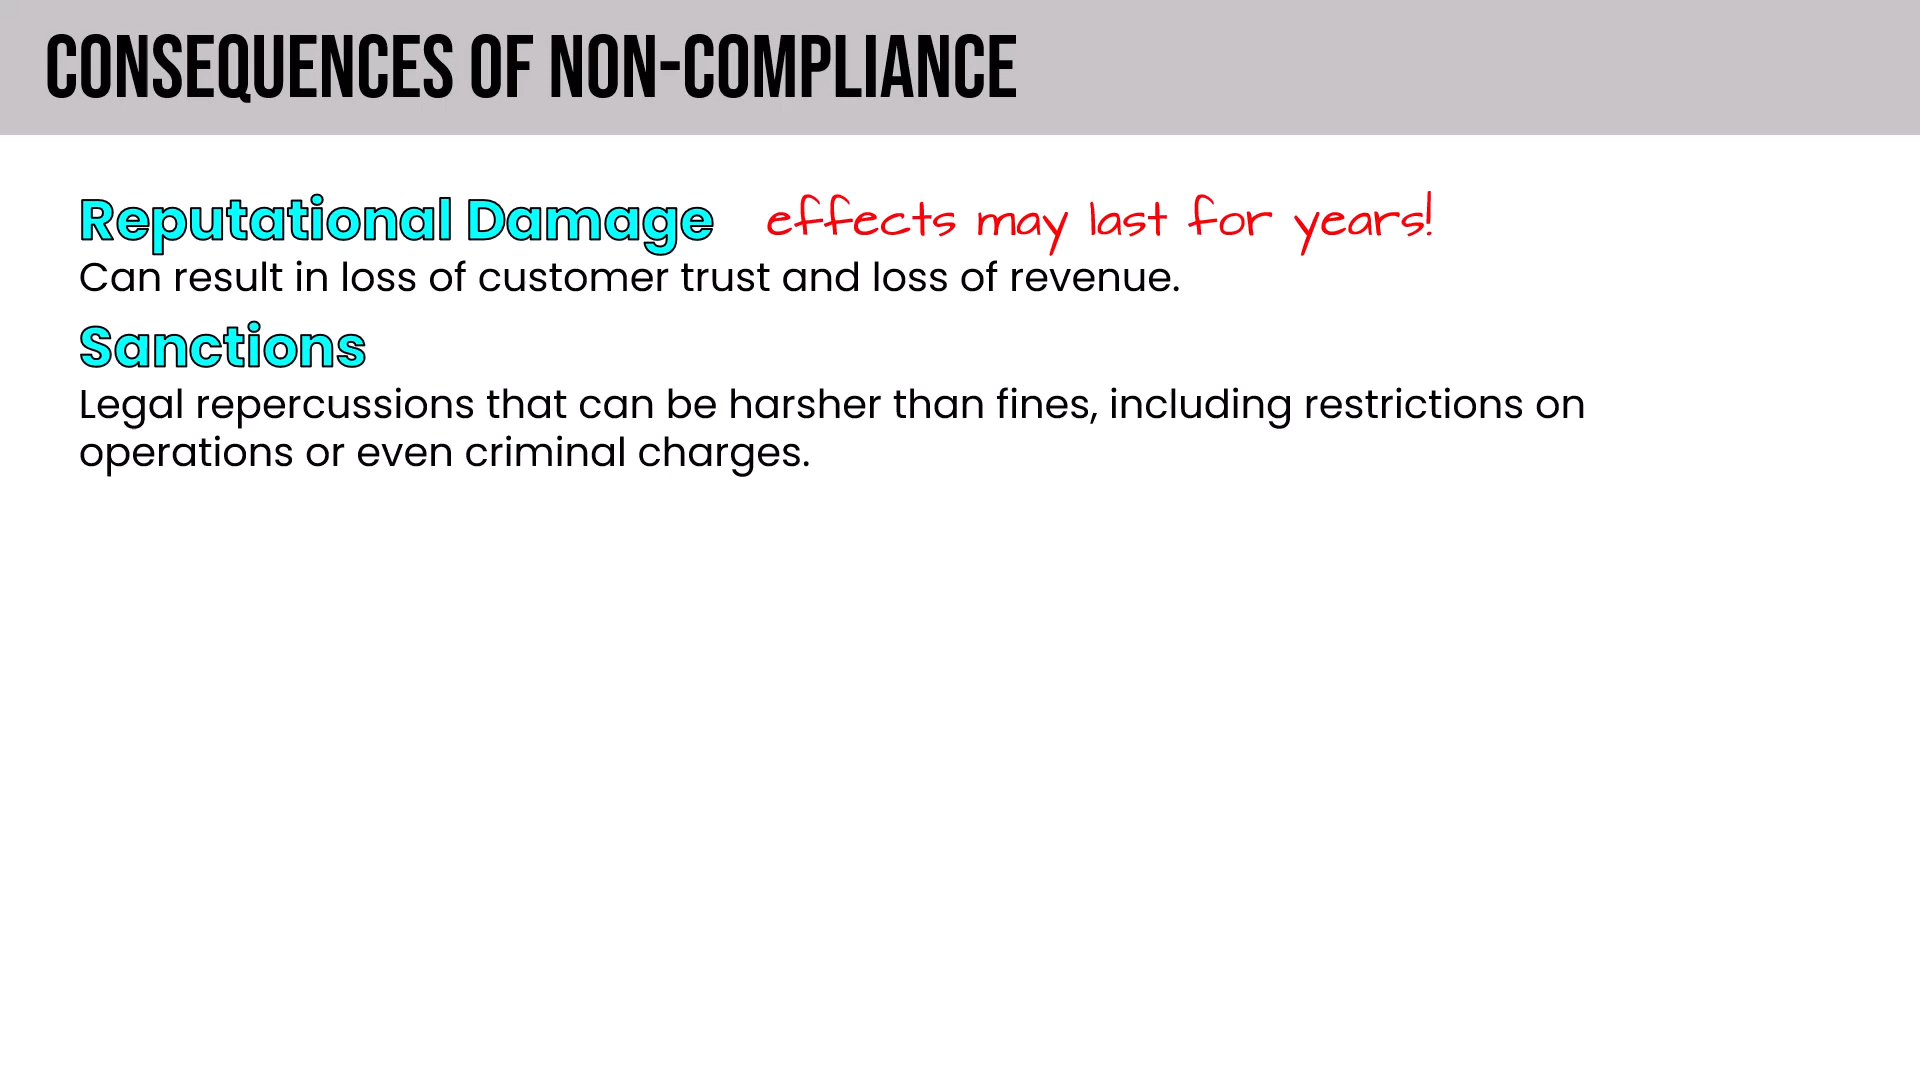 CONSEQUENCES OF NON-COMPLIANCE
Reputational Damage effects may last for years!
Can result in loss of customer trust and loss of revenue.
Sanctions
Legal repercussions that can be harsher than fines, including restrictions on
operations or even criminal charges.